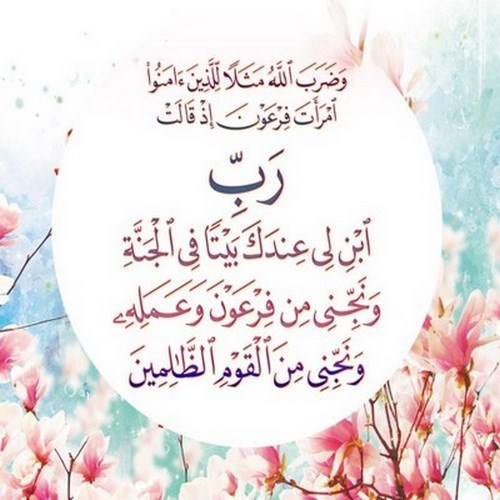 وَضَرَبَ ٱللَّهُ مَثَلًا لِّلَّذِينَ ءَامَنُوا۟
ٱمْرَأَتَ فِرْعَوْنَ إِذْ قَالَتْ
رَبِّ
ٱبْنِ لِى عِندَكَ بَيْتًا فِى ٱلْجَنَّةِ
وَنَجِّنِى مِن فِرْعَوْنَ وَعَمَلِهِۦ
وَنَجِّنِى مِنَ ٱلْقَوْمِ ٱلظَّٰلِمِينَ